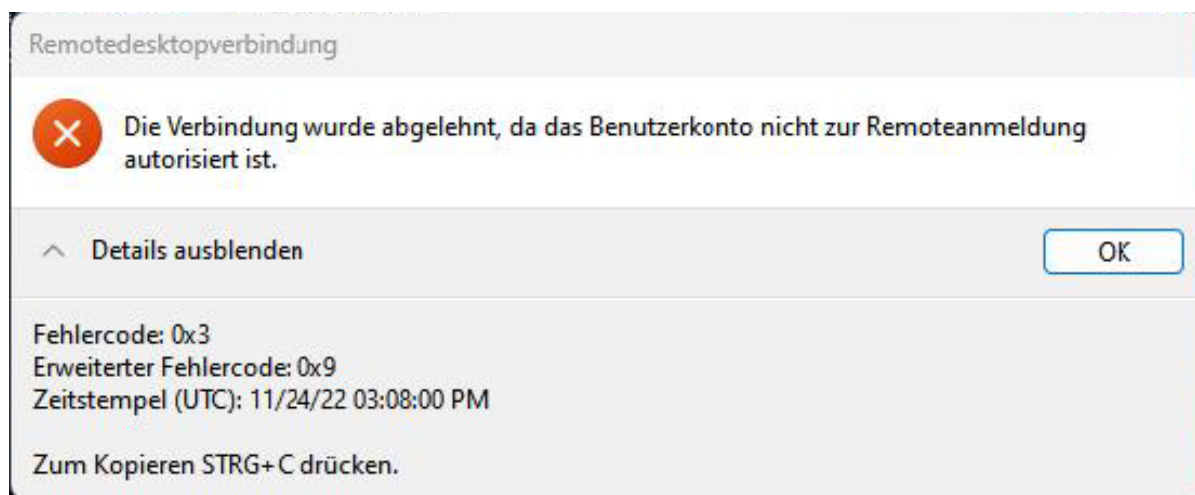 Remotedesktopverbindung
Die Verbindung wurde abgelehnt, da das Benutzerkonto nicht zur Remoteanmeldung
autorisiert ist.
Details ausblenden
OK
Fehlercode: 0x3
Erweiterter Fehlercode: 0x9
Zeitstempel (UTC): 11/24/22 03:08:00 PM
Zum Kopieren STRG+C drücken.